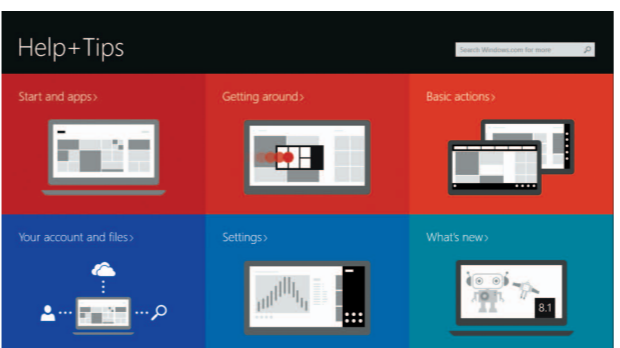 Help+Tips
Search Windows.com for more
Start and apps›
Getting around›
Basic actions›
Your account and files›
Settings›
What's new›
8.1